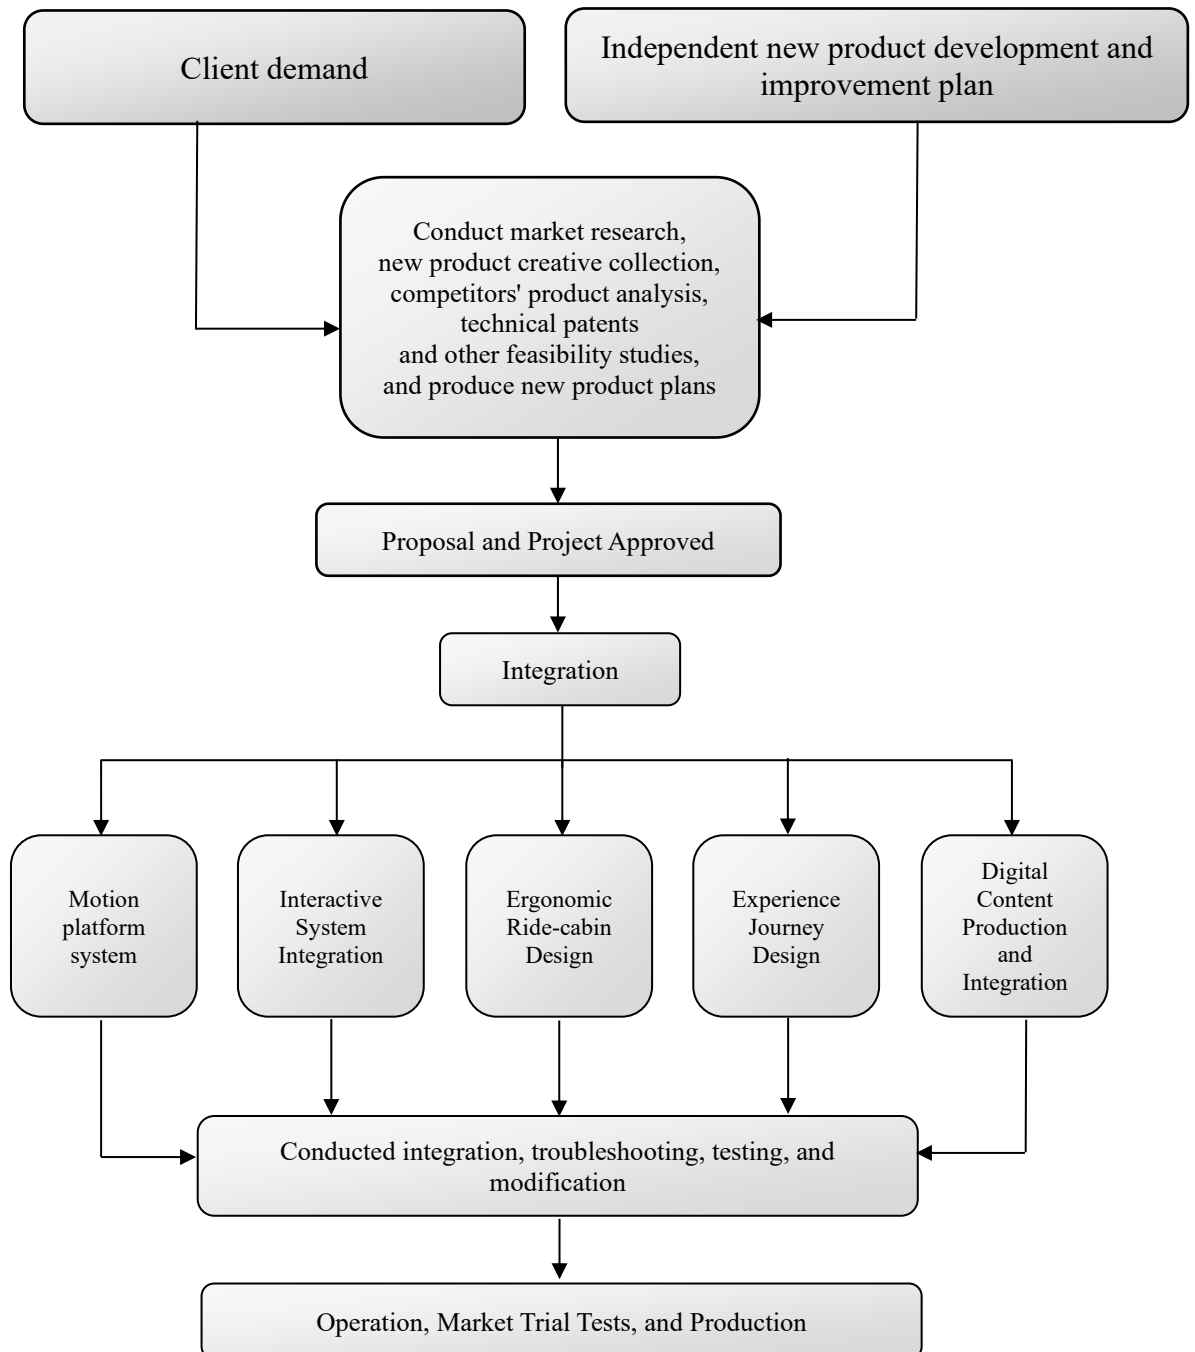 Client demand
Independent new product development and
improvement plan
Conduct market research,
new product creative collection,
competitors' product analysis,
technical patents
and other feasibility studies,
and produce new product plans
Proposal and Project Approved
Integration
Motion
platform
system
Interactive
System
Integration
Ergonomic
Ride-cabin
Design
Experience
Journey
Design
Digital
Content
Production
and
Integration
Conducted integration, troubleshooting, testing, and
modification
Operation, Market Trial Tests, and Production